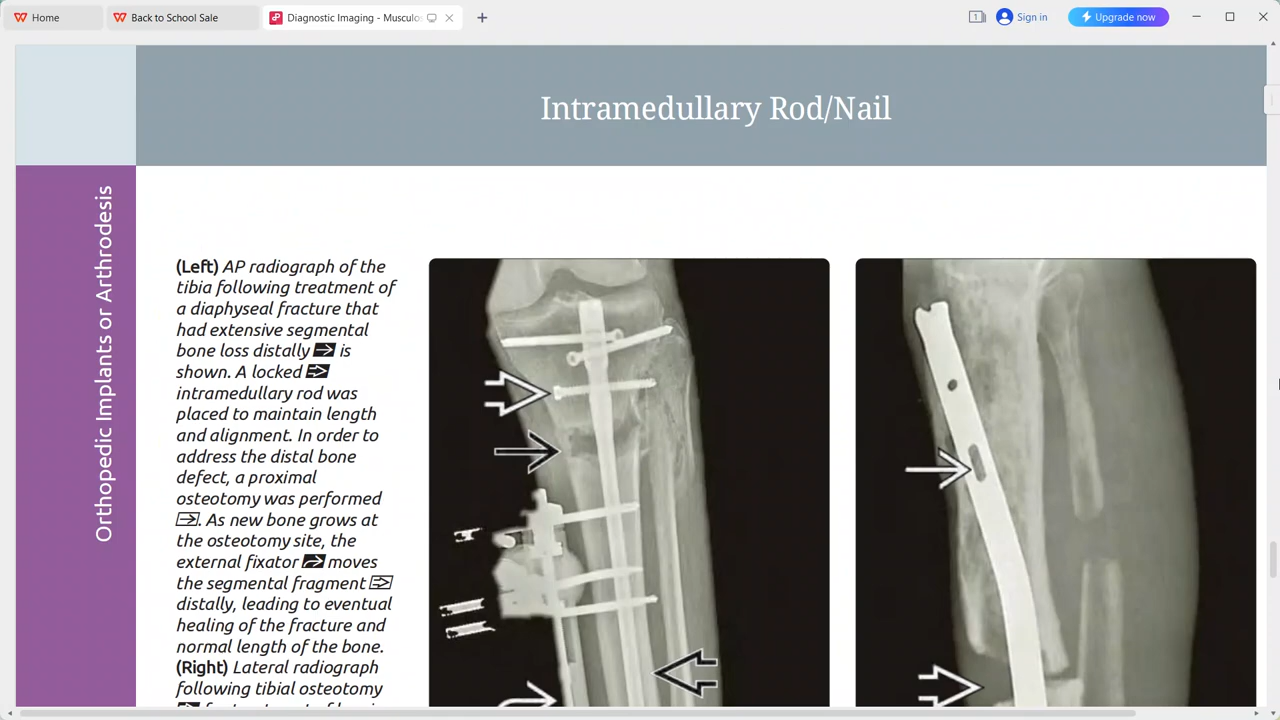 Home
Back to School Sale
Diagnostic Imaging - Musculos
1
Sign in
Upgrade now
Intramedullary Rod/Nail
Orthopedic Implants or Arthrodesis
(Left) AP radiograph of the
tibia following treatment of
a diaphyseal fracture that
had extensive segmental
bone loss distally is
shown. A locked
intramedullary rod was
placed to maintain length
and alignment. In order to
address the distal bone
defect, a proximal
osteotomy was performed
. As new bone grows at
the osteotomy site, the
external fixator moves
the segmental fragment
distally, leading to eventual
healing of the fracture and
normal length of the bone.
(Right) Lateral radiograph
following tibial osteotomy